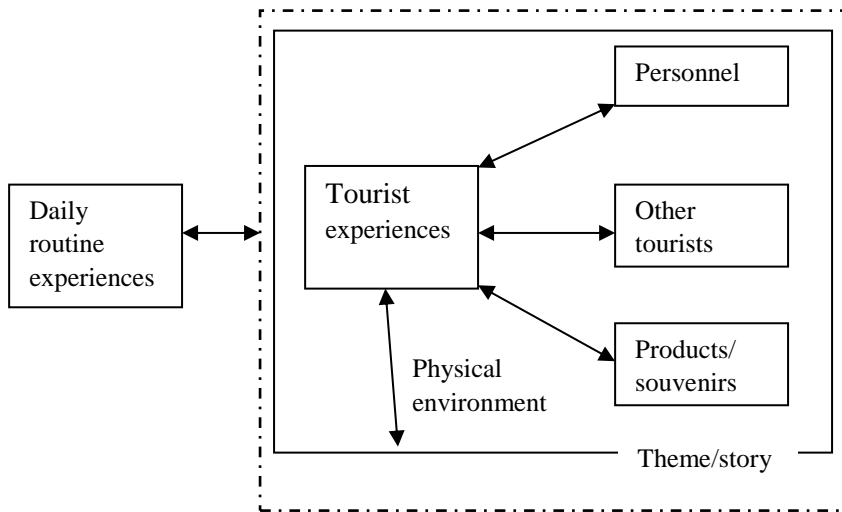 Personnel
Tourist
experiences
Daily
routine
experiences
Other
tourists
Products/
souvenirs
Physical
environment
Theme/story